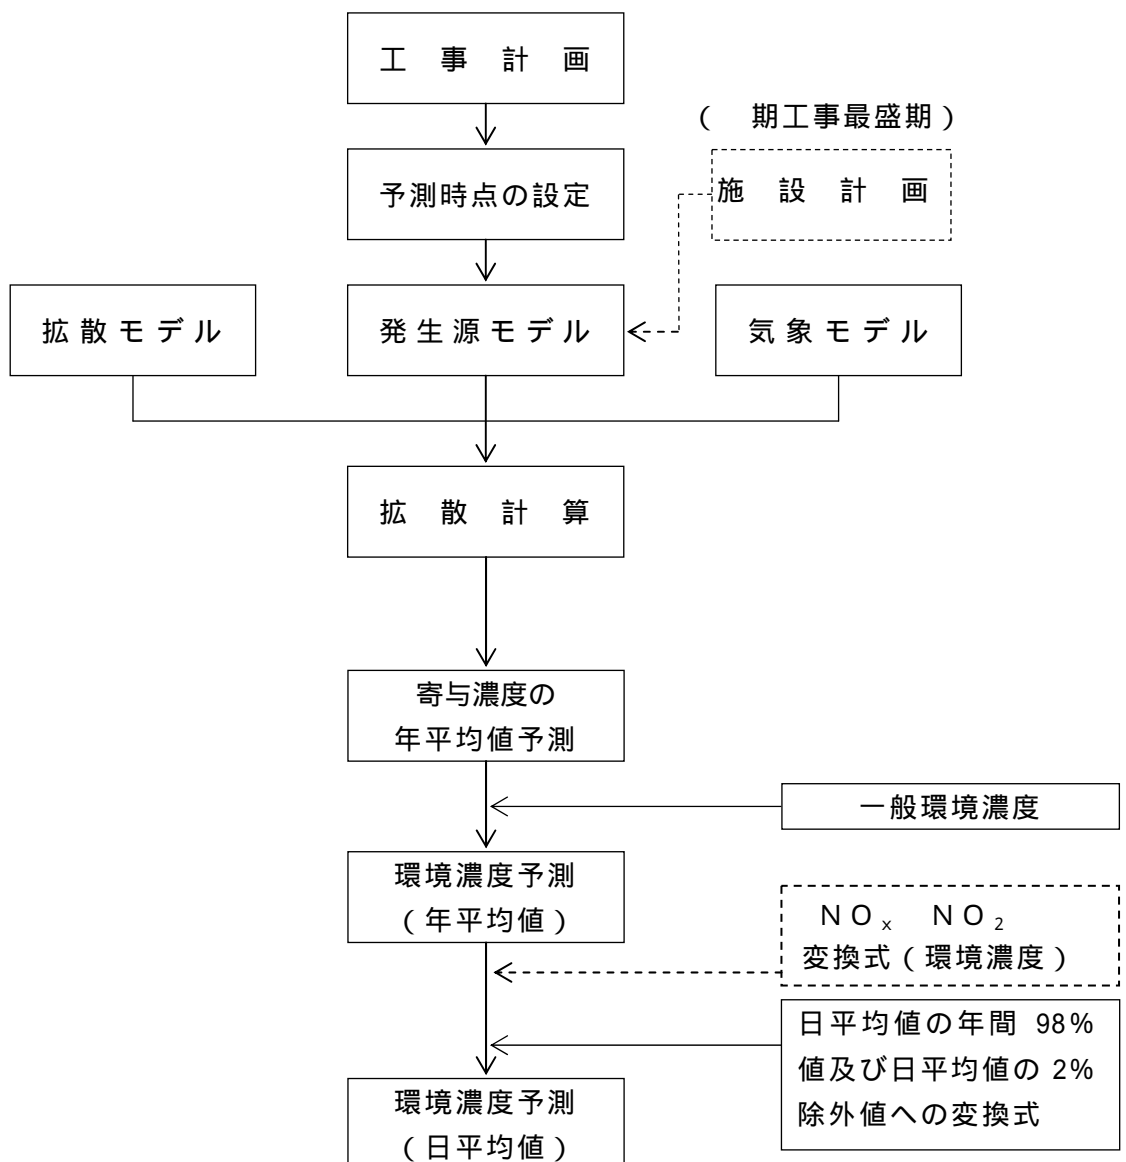 工 事 計 画
( 期工事最盛期)
施 設 計 画
予測時点の設定
拡散モデル
発生源モデル
気象モデル
拡 散 計 算
寄与濃度の
年平均値予測
一般環境濃度
環境濃度予測
(年平均値)
NOx NO2
変換式(環境濃度)
日平均値の年間 98%
値及び日平均値の 2%
除外値への変換式
環境濃度予測
(日平均値)